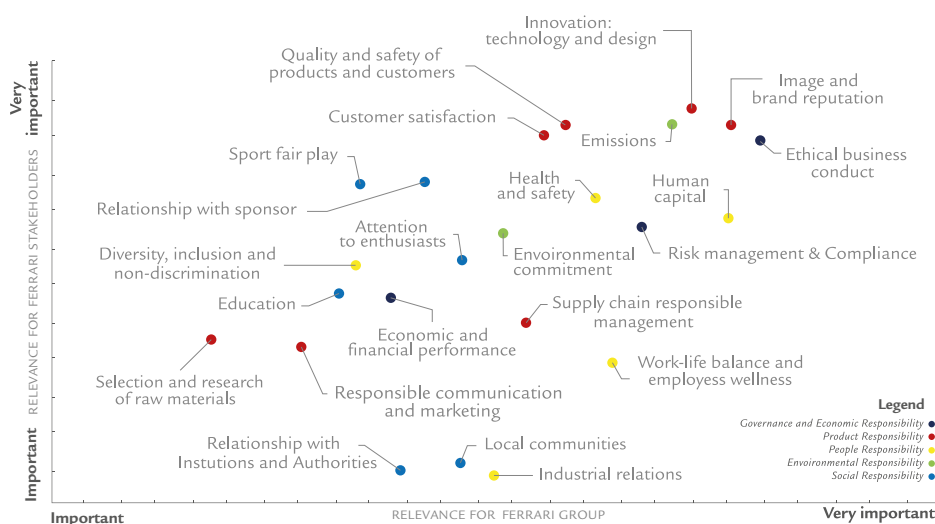 Innovation:
technology and design
Quality and safety of
products and customers
Image and
brand reputation
Customer satisfaction
Emissions
Ethical business
conduct
Sport fair play
Health
and safety
Human
capital
Relationship with sponsor
Attention
to enthusiasts
Risk management & Compliance
Envoironmental
commitment
Diversity, inclusion and
non-discrimination
Education
Supply chain responsible
management
Economic and
financial performance
Work-life balance and
employess wellness
Selection and research
of raw materials
Responsible communication
and marketing
Relationship with
Instutions and Authorities
Local communities
Industrial relations
Very
important
RELEVANCE FOR FERRARI STAKEHOLDERS
Important
Legend
Governance and Economic Responsibility
Product Responsibility
People Responsibility
Envoironmental Responsibility
Social Responsibility
Important
RELEVANCE FOR FERRARI GROUP
Very important